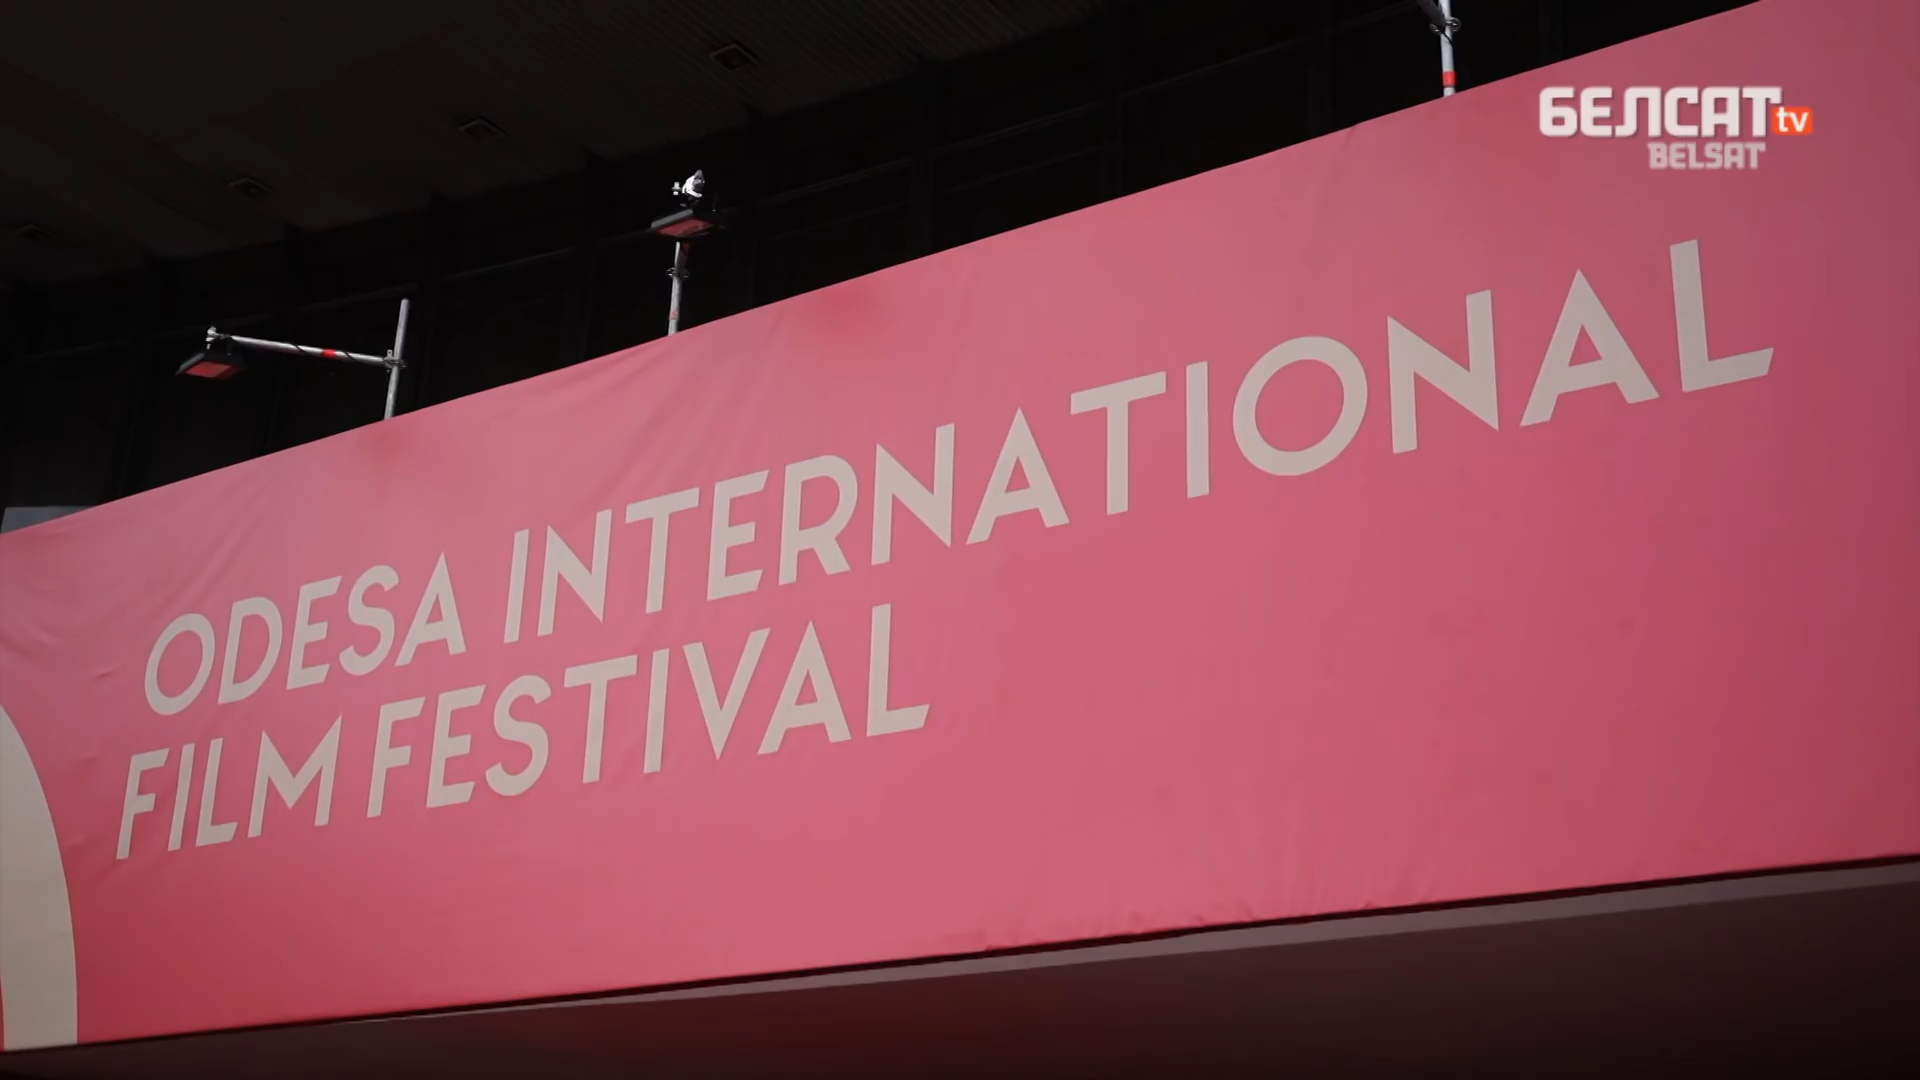 БЕЛСАТ tv
BELSAT
ODESA INTERNATIONAL
FILM FESTIVAL